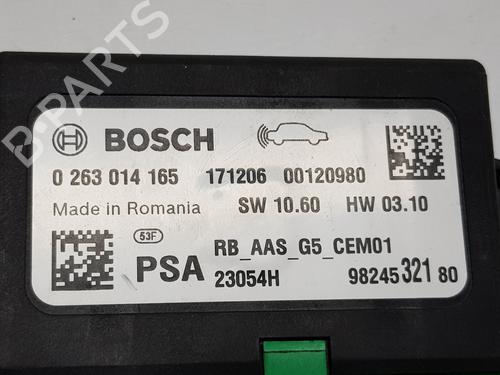 BOSCH
0 263 014 165 171206 00120980
Made in Romania SW 10.60 HW 03.10
53F RB_AAS_G5_CEM01
PSA 23054H 98245 321 80
B-PARTS